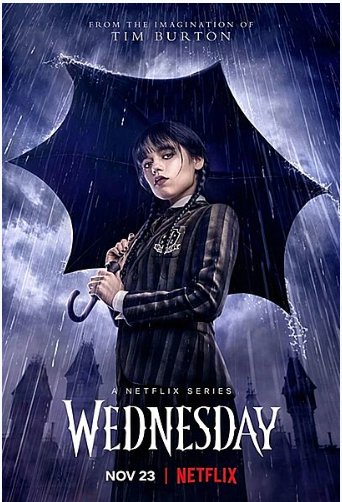 FROM THE IMAGINATION OF
TIM BURTON
A NETFLIX SERIES
WEDNESDAY
NOV 23 | NETFLIX